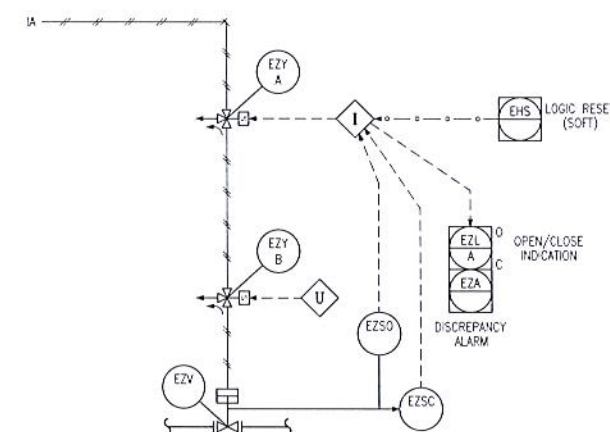 IA
EZY
A
S
I
EHS
LOGIC RESE
(SOFT)
EZY
B
S
U
EZL
A
O
C
OPEN/CLOSE
INDICATION
EZA
DISCREPANCY
ALARM
EZSO
EZV
EZSC